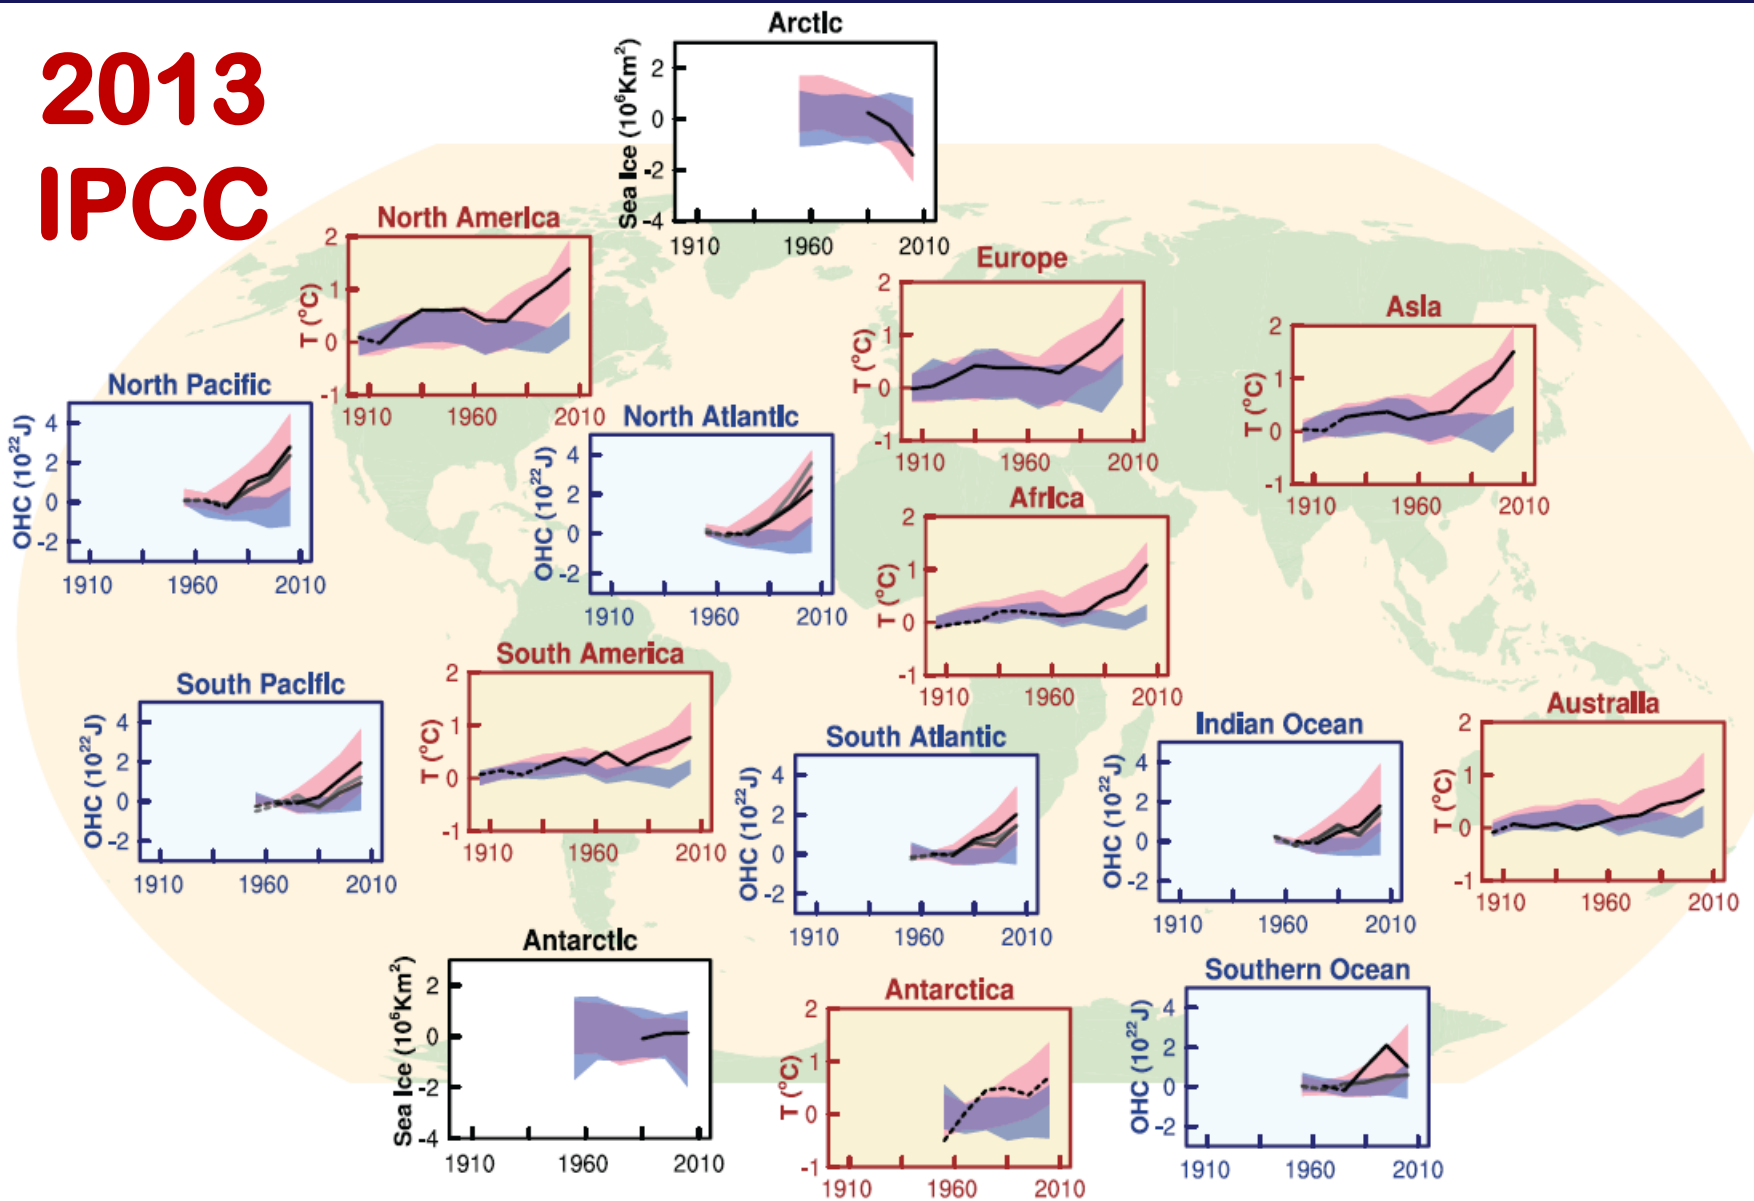 2013
IPCC
Arctic
Sea Ice (10⁶Km²)
2
0
-2
-4
1910 1960 2010
North America
T (°C)
2
1
0
-1
1910 1960 2010
Europe
T (°C)
2
1
0
-1
1910 1960 2010
Asia
T (°C)
2
1
0
-1
1910 1960 2010
North Pacific
OHC (10²²J)
4
2
0
-2
1910 1960 2010
North Atlantic
OHC (10²²J)
4
2
0
-2
1910 1960 2010
Africa
T (°C)
2
1
0
-1
1910 1960 2010
South Pacific
OHC (10²²J)
4
2
0
-2
1910 1960 2010
South America
T (°C)
2
1
0
-1
1910 1960 2010
South Atlantic
OHC (10²²J)
4
2
0
-2
1910 1960 2010
Indian Ocean
OHC (10²²J)
4
2
0
-2
1910 1960 2010
Australia
T (°C)
2
1
0
-1
1910 1960 2010
Antarctic
Sea Ice (10⁶Km²)
2
0
-2
-4
1910 1960 2010
Antarctica
T (°C)
2
1
0
-1
1910 1960 2010
Southern Ocean
OHC (10²²J)
4
2
0
-2
1910 1960 2010